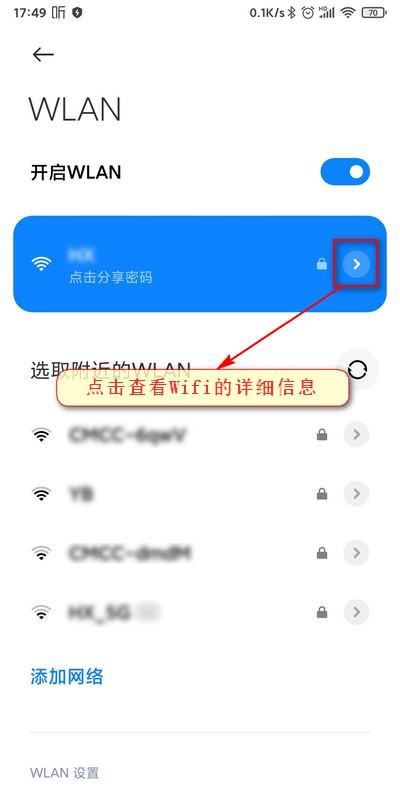 17:49 听 0.1K/s HD 70
WLAN
开启WLAN
HX
点击分享密码
选取附近的WLAN
点击查看Wifi的详细信息
CMCC-6qwV
YB
CMCC-dmdM
HX_5G
添加网络
WLAN 设置